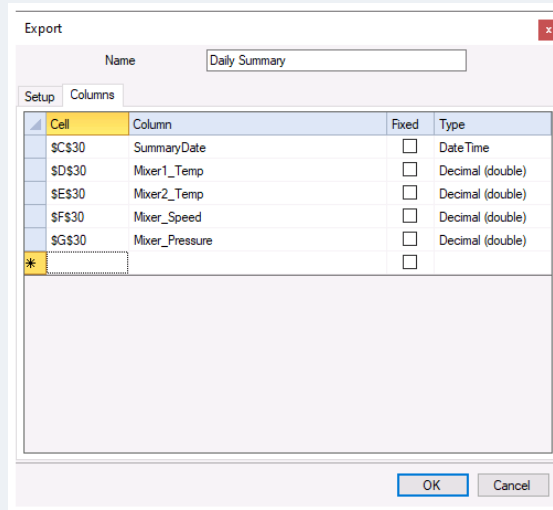 Export x
Name Daily Summary
Setup Columns
Cell Column Fixed Type
$C$30 SummaryDate DateTime
$D$30 Mixer1_Temp Decimal (double)
$E$30 Mixer2_Temp Decimal (double)
$F$30 Mixer_Speed Decimal (double)
$G$30 Mixer_Pressure Decimal (double)
*
OK Cancel